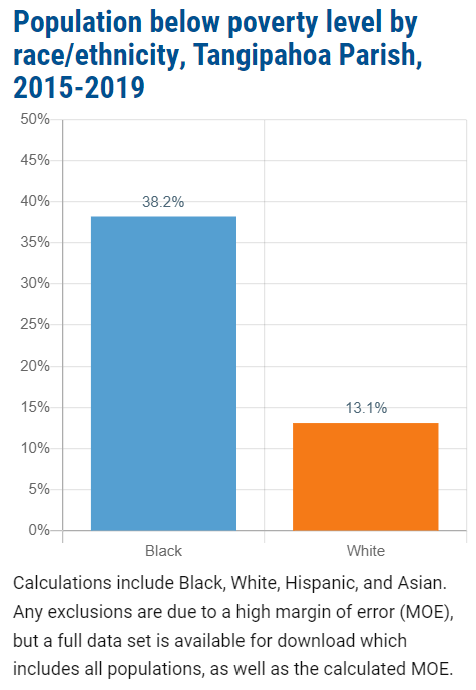 Population below poverty level by
race/ethnicity, Tangipahoa Parish,
2015-2019
50%
45%
40%
38.2%
35%
30%
25%
20%
15%
13.1%
10%
5%
0%
Black
White
Calculations include Black, White, Hispanic, and Asian.
Any exclusions are due to a high margin of error (MOE),
but a full data set is available for download which
includes all populations, as well as the calculated MOE.